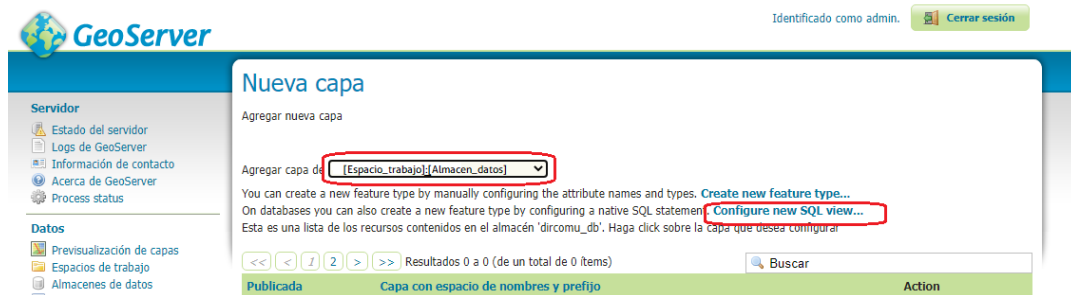 Identificado como admin.
Cerrar sesión
GeoServer
Nueva capa
Servidor
Agregar nueva capa
Estado del servidor
Logs de GeoServer
Información de contacto
Acerca de GeoServer
Process status
Agregar capa de [Espacio_trabajo]:[Almacen_datos]
You can create a new feature type by manually configuring the attribute names and types. Create new feature type...
On databases you can also create a new feature type by configuring a native SQL statement. Configure new SQL view...
Esta es una lista de los recursos contenidos en el almacén 'dircomu_db'. Haga click sobre la capa que desea configurar
Datos
Previsualización de capas
Espacios de trabajo
Almacenes de datos
<< < 1 2 > >> Resultados 0 a 0 (de un total de 0 ítems)
Buscar
Publicada Capa con espacio de nombres y prefijo Action